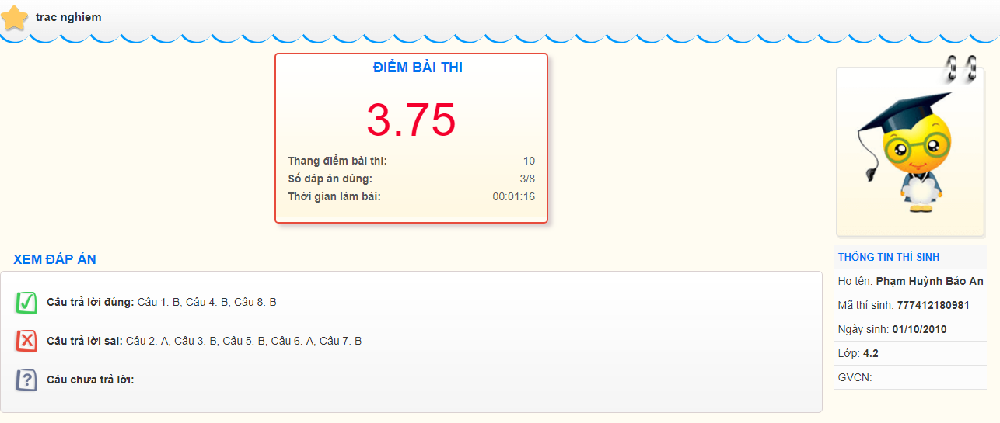 trac nghiem
ĐIỂM BÀI THI
3.75
Thang điểm bài thi: 10
Số đáp án đúng: 3/8
Thời gian làm bài: 00:01:16
XEM ĐÁP ÁN
Câu trả lời đúng: Câu 1. B, Câu 4. B, Câu 8. B
Câu trả lời sai: Câu 2. A, Câu 3. B, Câu 5. B, Câu 6. A, Câu 7. B
Câu chưa trả lời:
THÔNG TIN THÍ SINH
Họ tên: Phạm Huỳnh Bảo An
Mã thí sinh: 777412180981
Ngày sinh: 01/10/2010
Lớp: 4.2
GVCN: